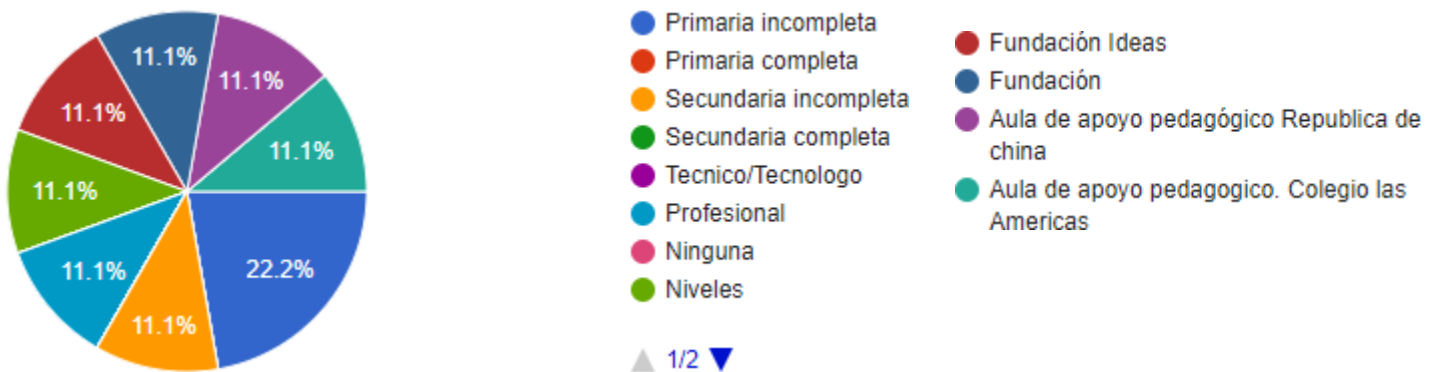 11.1%
11.1%
11.1%
11.1%
11.1%
11.1%
11.1%
22.2%
Primaria incompleta
Primaria completa
Secundaria incompleta
Secundaria completa
Tecnico/Tecnologo
Profesional
Ninguna
Niveles
1/2
Fundación Ideas
Fundación
Aula de apoyo pedagógico Republica de
china
Aula de apoyo pedagogico. Colegio las
Americas